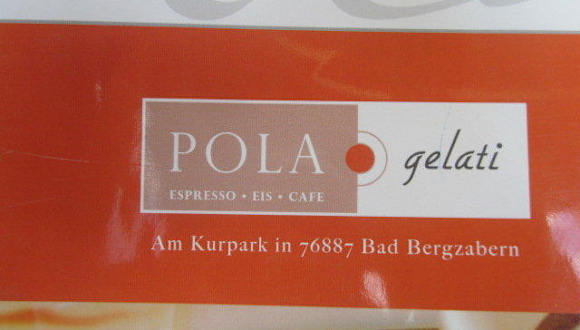 POLA gelati
ESPRESSO • EIS • CAFE
Am Kurpark in 76887 Bad Bergzabern